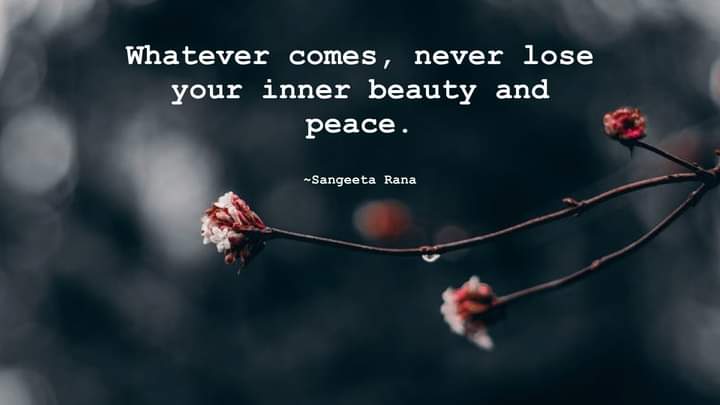 Whatever comes, never lose
your inner beauty and
peace.
~Sangeeta Rana